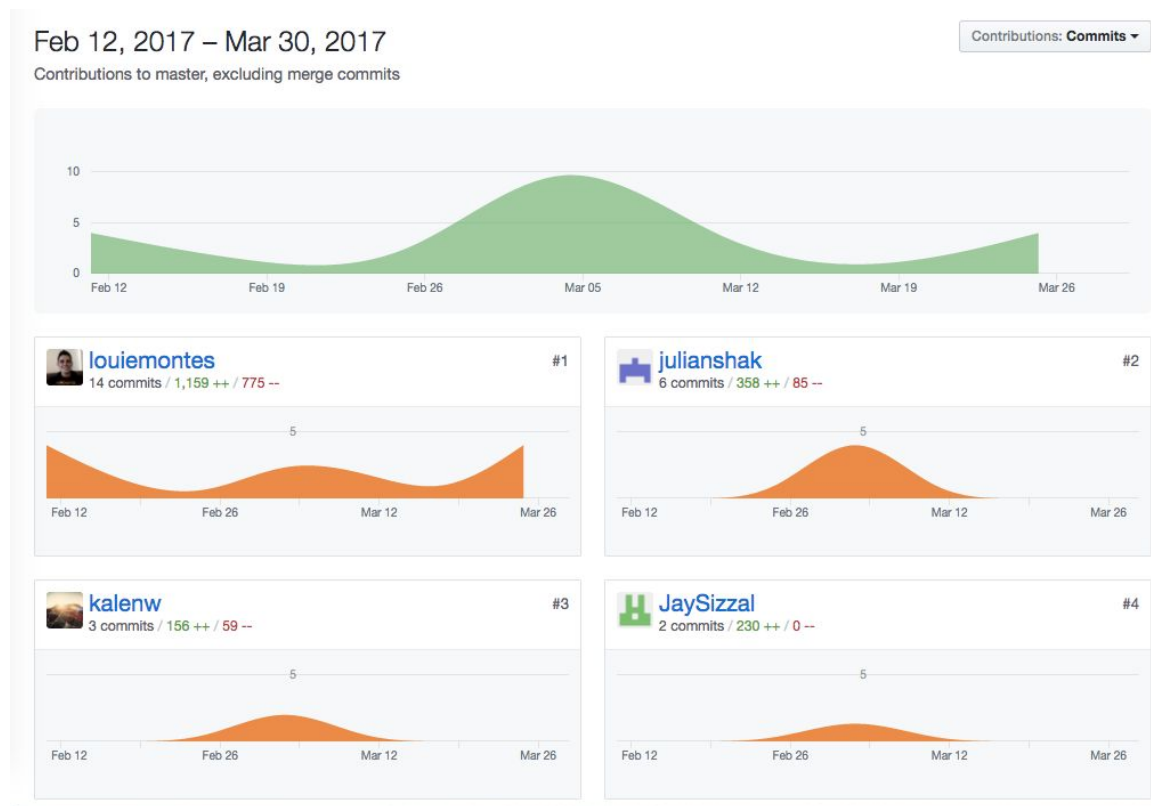 Feb 12, 2017 – Mar 30, 2017
Contributions: Commits
Contributions to master, excluding merge commits
10
5
0
Feb 12 Feb 19 Feb 26 Mar 05 Mar 12 Mar 19 Mar 26
louiemontes #1
14 commits / 1,159 ++ / 775 --
5
Feb 12 Feb 26 Mar 12 Mar 26
julianshak #2
6 commits / 358 ++ / 85 --
5
Feb 12 Feb 26 Mar 12 Mar 26
kalenw #3
3 commits / 156 ++ / 59 --
5
Feb 12 Feb 26 Mar 12 Mar 26
JaySizzal #4
2 commits / 230 ++ / 0 --
5
Feb 12 Feb 26 Mar 12 Mar 26